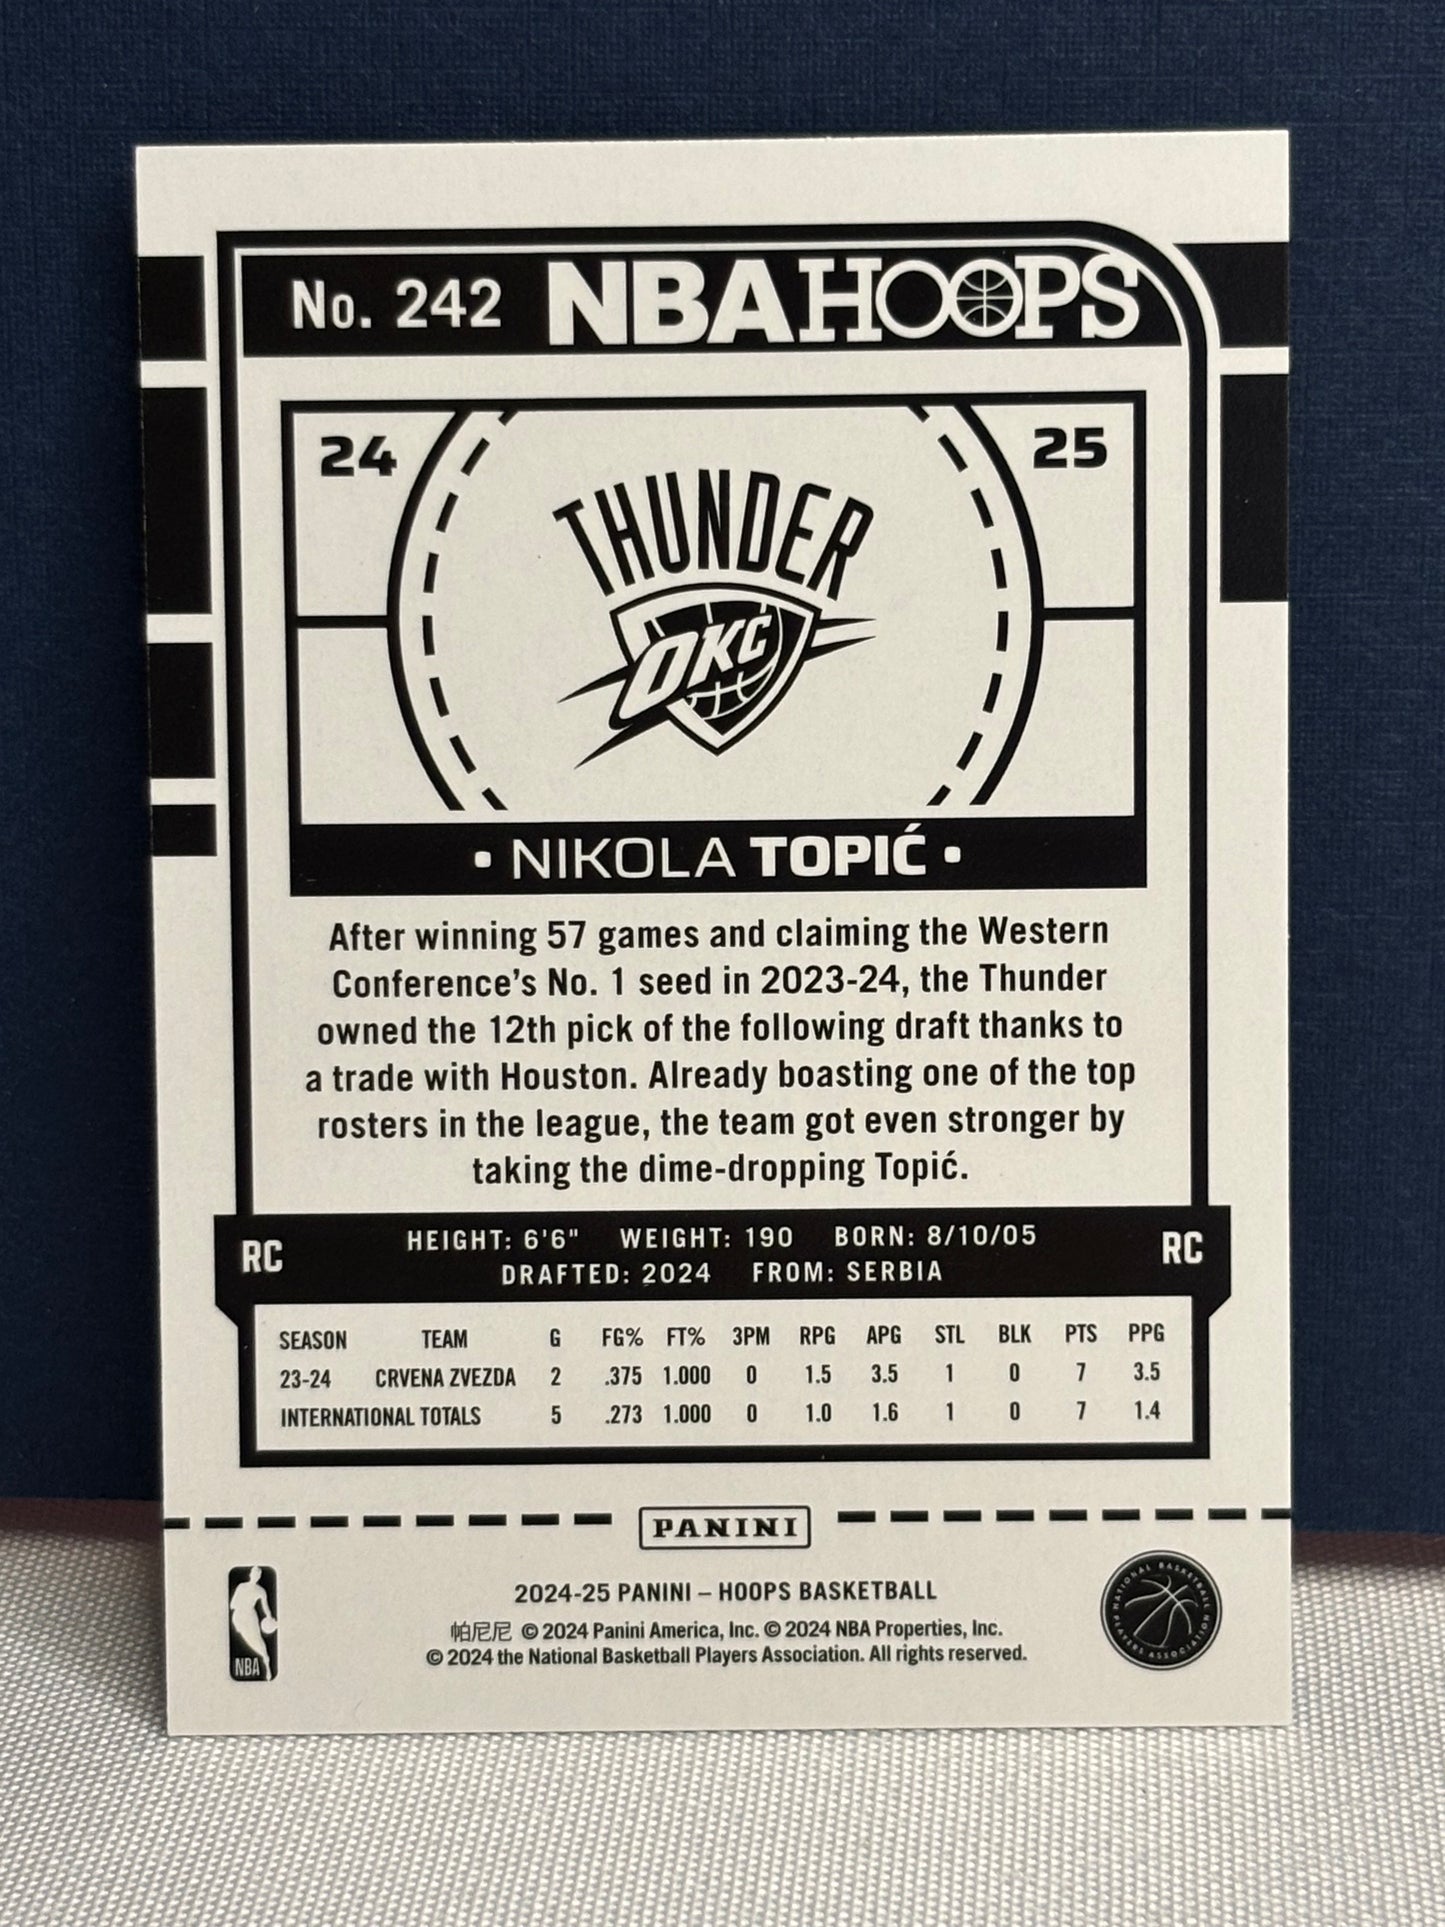 No. 242 NBA HOOPS
24 25
THUNDER
OKC
• NIKOLA TOPIĆ •
After winning 57 games and claiming the Western
Conference's No. 1 seed in 2023-24, the Thunder
owned the 12th pick of the following draft thanks to
a trade with Houston. Already boasting one of the top
rosters in the league, the team got even stronger by
taking the dime-dropping Topić.
RC HEIGHT: 6'6" WEIGHT: 190 BORN: 8/10/05 RC
DRAFTED: 2024 FROM: SERBIA
SEASON TEAM G FG% FT% 3PM RPG APG STL BLK PTS PPG
23-24 CRVENA ZVEZDA 2 .375 1.000 0 1.5 3.5 1 0 7 3.5
INTERNATIONAL TOTALS 5 .273 1.000 0 1.0 1.6 1 0 7 1.4
PANINI
2024-25 PANINI – HOOPS BASKETBALL
帕尼尼 © 2024 Panini America, Inc. © 2024 NBA Properties, Inc.
© 2024 the National Basketball Players Association. All rights reserved.
NBA
NATIONAL BASKETBALL PLAYERS ASSOCIATION